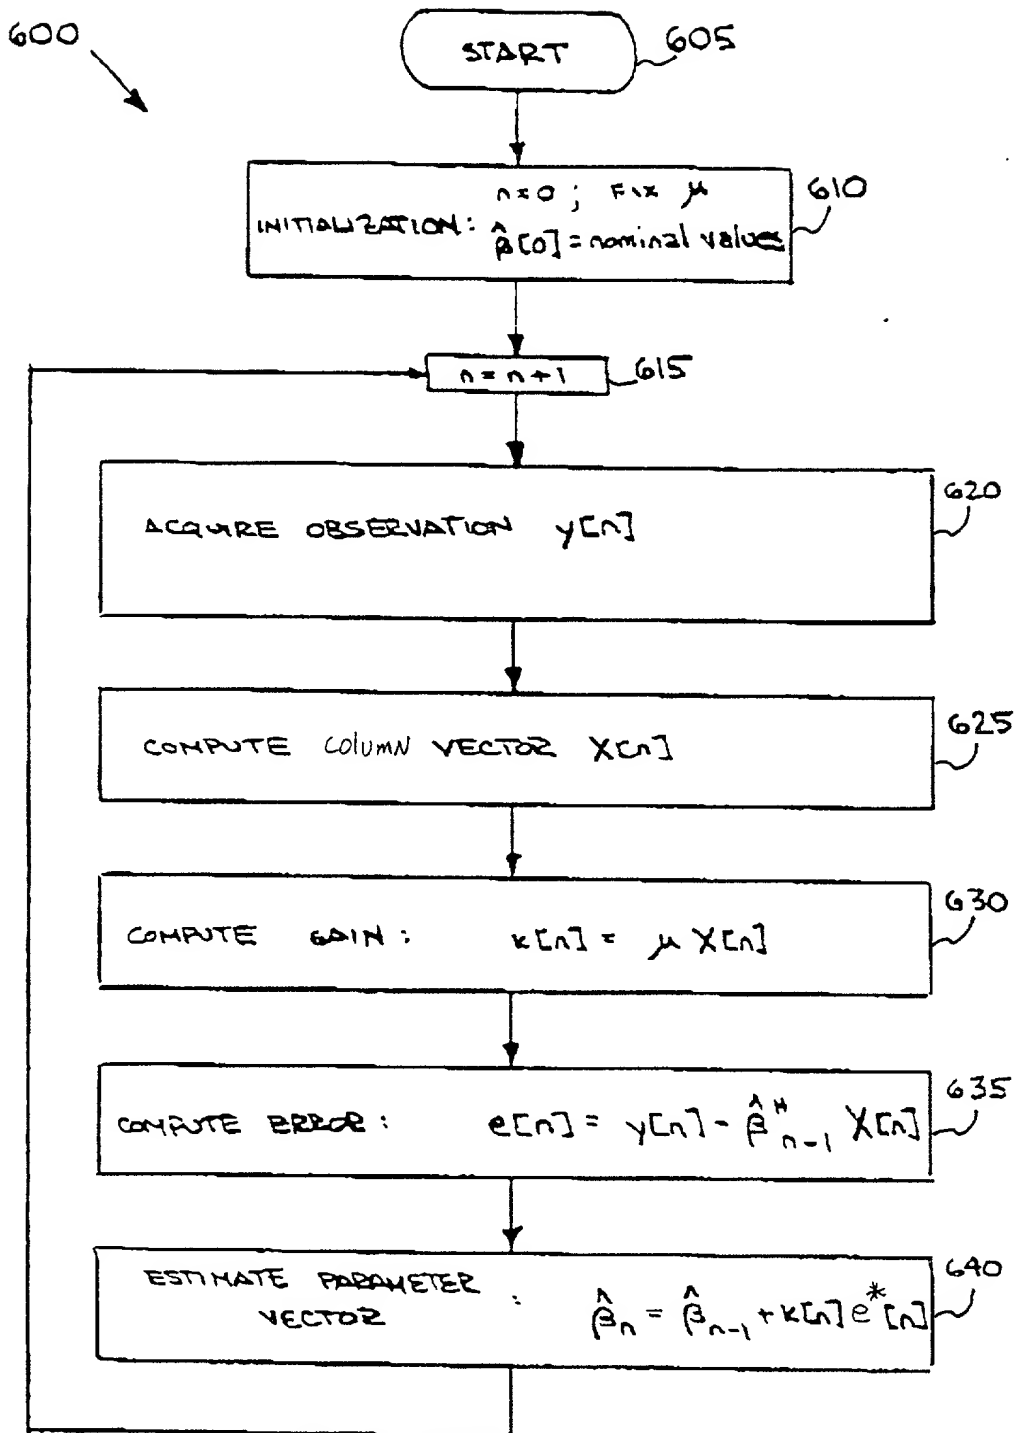 600
START
605
n=0 ; FIX μ
610
INITIALIZATION: β̂[0] = nominal values
n = n + 1
615
620
ACQUIRE OBSERVATION y[n]
625
COMPUTE COLUMN VECTOR X[n]
630
COMPUTE GAIN : k[n] = μ X[n]
635
COMPUTE ERROR : e[n] = y[n] - β̂ᴴₙ₋₁ X[n]
640
ESTIMATE PARAMETER
VECTOR : β̂ₙ = β̂ₙ₋₁ + k[n] e*[n]